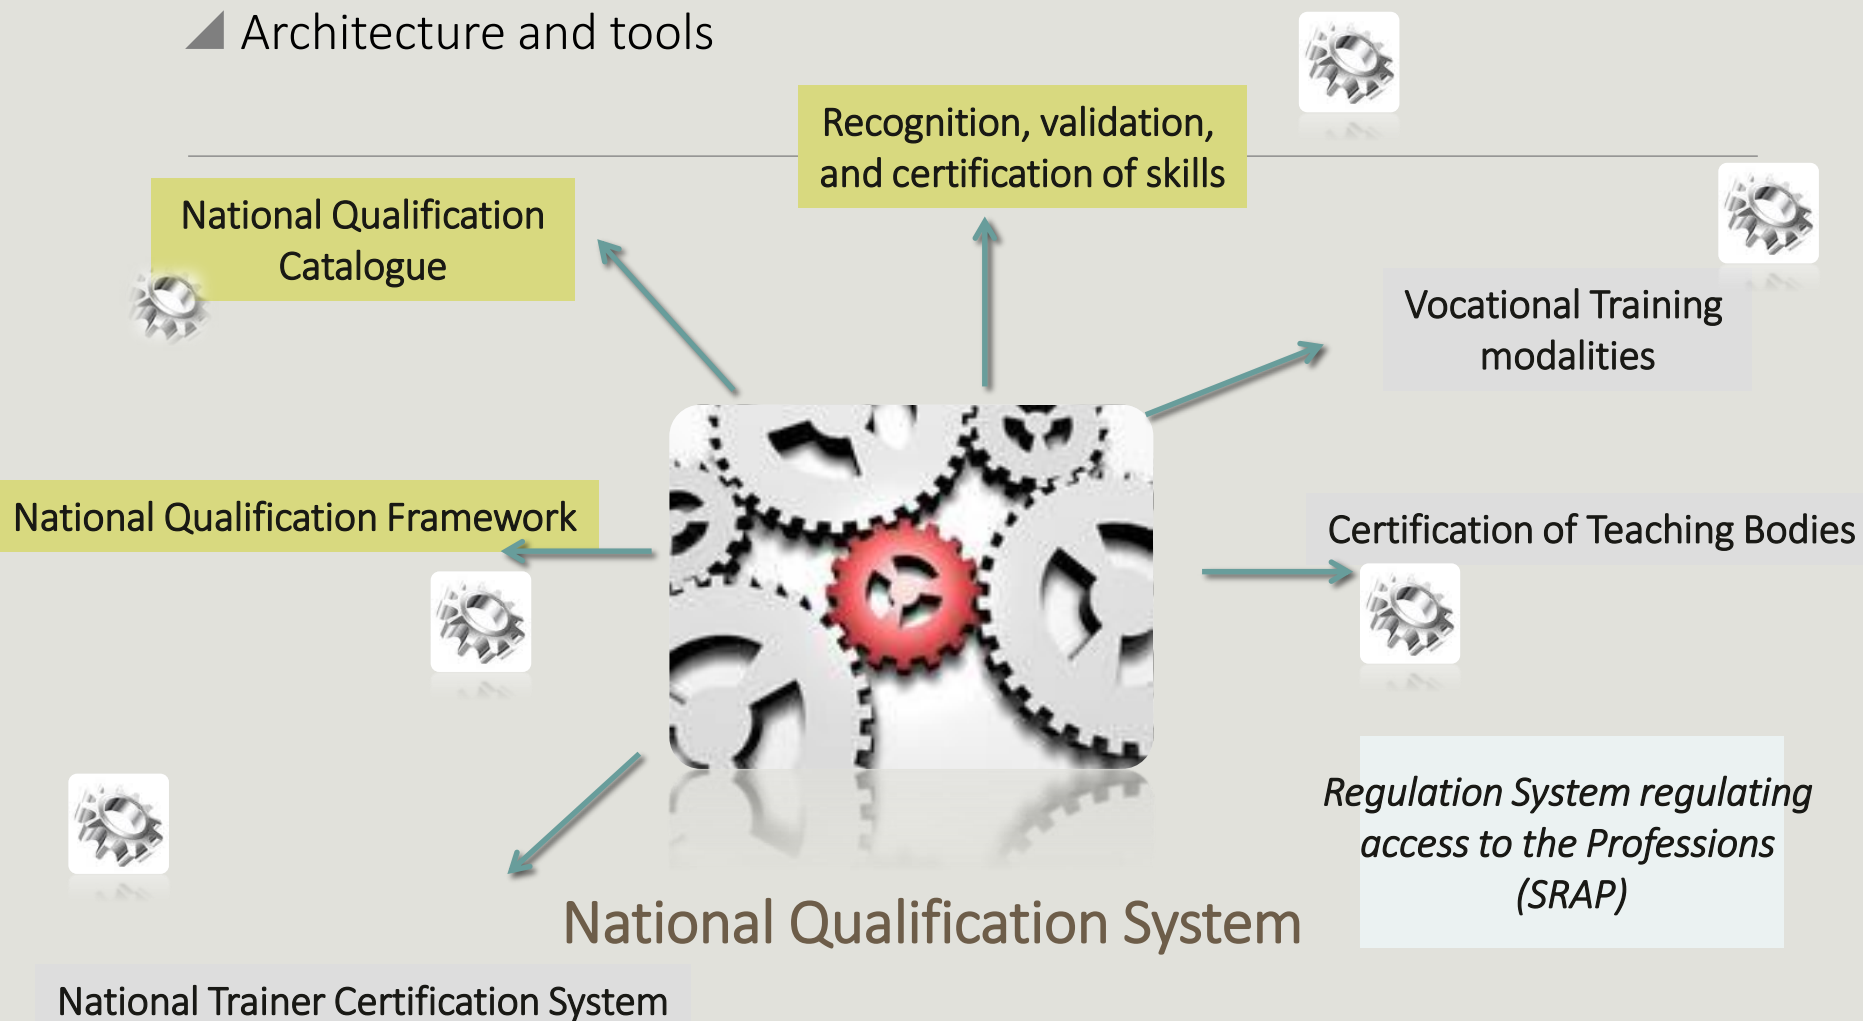 Architecture and tools
Recognition, validation,
and certification of skills
National Qualification
Catalogue
Vocational Training
modalities
National Qualification Framework
Certification of Teaching Bodies
Regulation System regulating
access to the Professions
(SRAP)
National Qualification System
National Trainer Certification System